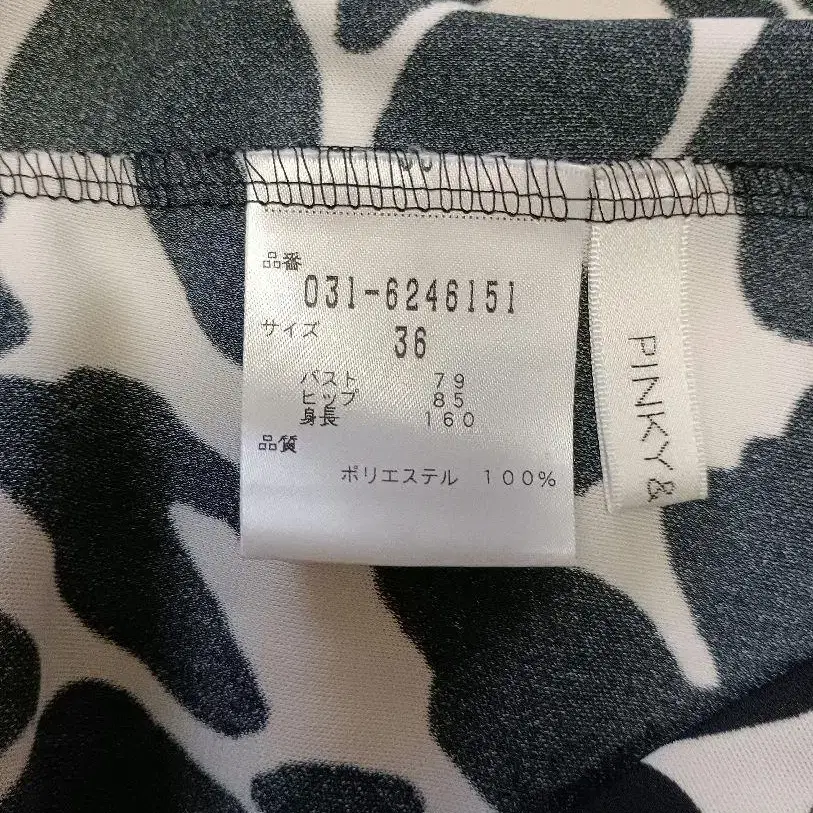 品番
031-6246151
サイズ
36
バスト 79
ヒップ 85
身長 160
品質
ポリエステル 100%
PINKY &